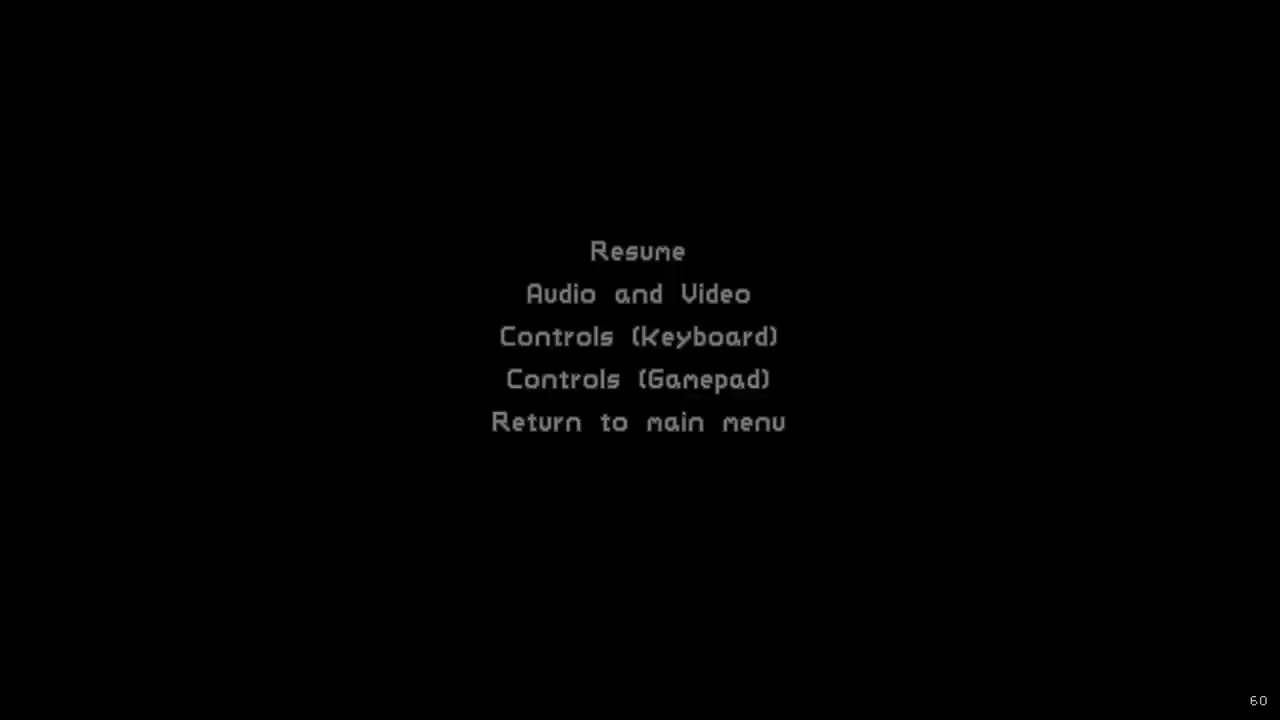 Resume
Audio and Video
Controls (Keyboard)
Controls (Gamepad)
Return to main menu
60